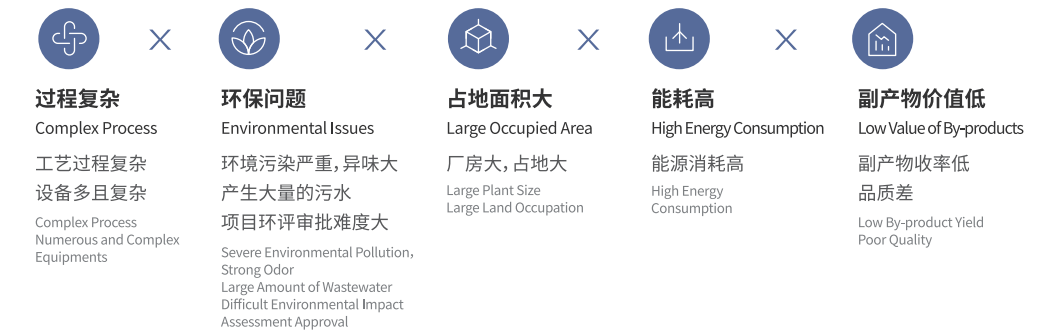 过程复杂
Complex Process
工艺过程复杂
设备多且复杂
Complex Process
Numerous and Complex
Equipments
环保问题
Environmental Issues
环境污染严重，异味大
产生大量的污水
项目环评审批难度大
Severe Environmental Pollution,
Strong Odor
Large Amount of Wastewater
Difficult Environmental Impact
Assessment Approval
占地面积大
Large Occupied Area
厂房大，占地大
Large Plant Size
Large Land Occupation
能耗高
High Energy Consumption
能源消耗高
High Energy
Consumption
副产物价值低
Low Value of By-products
副产物收率低
品质差
Low By-product Yield
Poor Quality